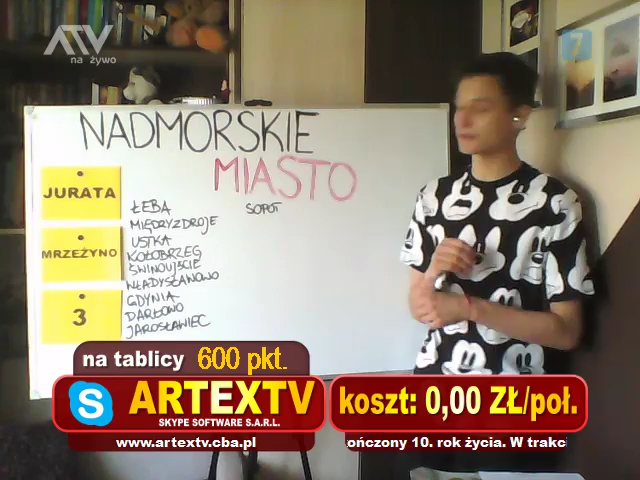 ATV
na żywo
7
NADMORSKIE
MIASTO
JURATA
MRZEŻYNO
3
ŁEBA
MIĘDZYZDROJE
USTKA
KOŁOBRZEG
ŚWINOUJŚCIE
WŁADYSŁAWOWO
GDYNIA
DARŁOWO
JAROSŁAWIEC
SOPOT
na tablicy 600 pkt.
ARTEXTV
SKYPE SOFTWARE S.A.R.L.
www.artextv.cba.pl
koszt: 0,00 ZŁ/poł.
ończony 10. rok życia. W trakci